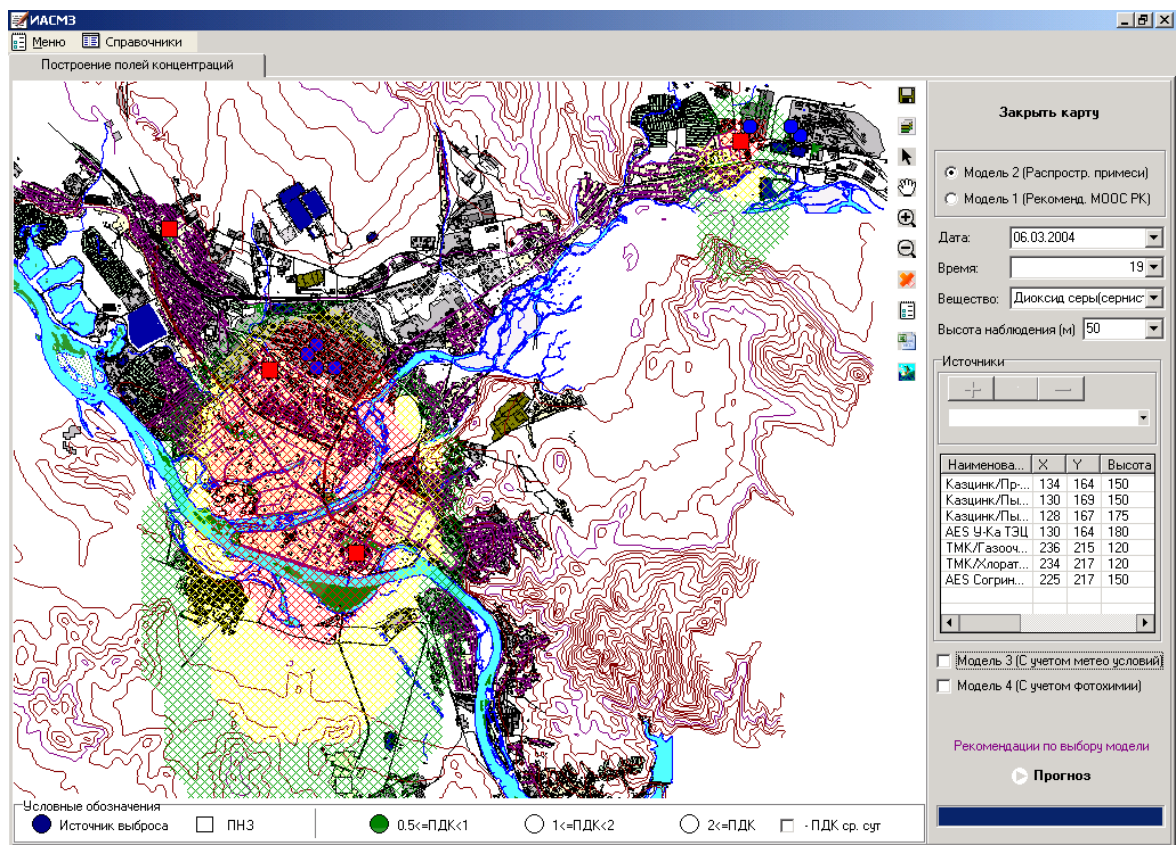 ИАСМЗ
Меню Справочники
Построение полей концентраций
Закрыть карту
Модель 2 (Распростр. примеси)
Модель 1 (Рекоменд. МООС РК)
Дата: 06.03.2004
Время: 19
Вещество: Диоксид серы(сернист
Высота наблюдения (м) 50
Источники
Наименова... X Y Высота
Казцинк/Пр-... 134 164 150
Казцинк/Пы... 130 169 150
Казцинк/Пы... 128 167 175
AES У-Ка ТЭЦ 130 164 180
ТМК/Газооч... 236 215 120
ТМК/Хлорат... 234 217 120
AES Согрин... 225 217 150
Модель 3 (С учетом метео условий)
Модель 4 (С учетом фотохимии)
Рекомендации по выбору модели
Прогноз
Условные обозначения
Источник выброса ПНЗ 0.5<=ПДК<1 1<=ПДК<2 2<=ПДК - ПДК ср. сут